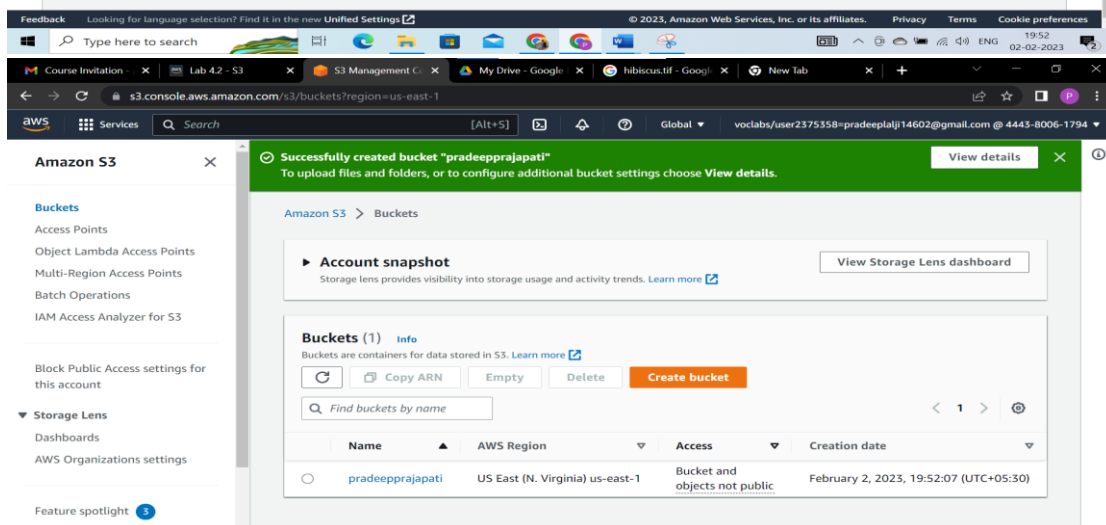 Feedback Looking for language selection? Find it in the new Unified Settings © 2023, Amazon Web Services, Inc. or its affiliates. Privacy Terms Cookie preferences
Type here to search ENG 19:52
02-02-2023 2
Course Invitation - Lab 4.2 - S3 S3 Management Co My Drive - Google hibiscus.tif - Googl New Tab
s3.console.aws.amazon.com/s3/buckets?region=us-east-1 P
aws Services Search [Alt+S] Global voclabs/user2375358=pradeeplalji14602@gmail.com @ 4443-8006-1794
Amazon S3
Buckets
Access Points
Object Lambda Access Points
Multi-Region Access Points
Batch Operations
IAM Access Analyzer for S3
Block Public Access settings for
this account
Storage Lens
Dashboards
AWS Organizations settings
Feature spotlight 3
Successfully created bucket "pradeepprajapati"
To upload files and folders, or to configure additional bucket settings choose View details.
View details
Amazon S3 > Buckets
Account snapshot
Storage lens provides visibility into storage usage and activity trends. Learn more
View Storage Lens dashboard
Buckets (1) Info
Buckets are containers for data stored in S3. Learn more
Copy ARN Empty Delete Create bucket
Find buckets by name 1
Name AWS Region Access Creation date
pradeepprajapati US East (N. Virginia) us-east-1 Bucket and
objects not public February 2, 2023, 19:52:07 (UTC+05:30)